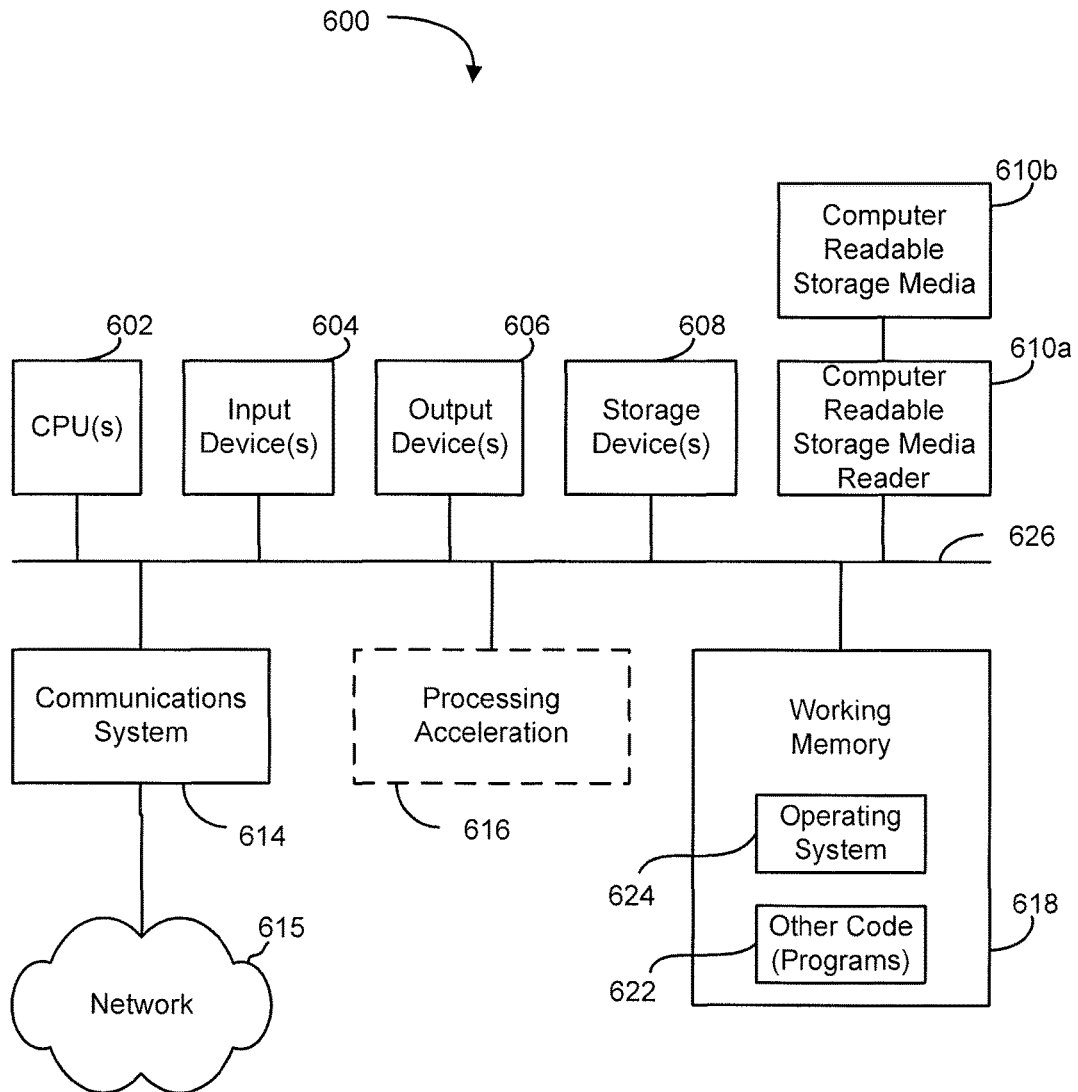 600
610b
Computer
Readable
Storage Media
602
604
606
608
610a
CPU(s)
Input
Device(s)
Output
Device(s)
Storage
Device(s)
Computer
Readable
Storage Media
Reader
626
Communications
System
Processing
Acceleration
Working
Memory
614
616
Operating
System
624
615
618
Other Code
(Programs)
622
Network